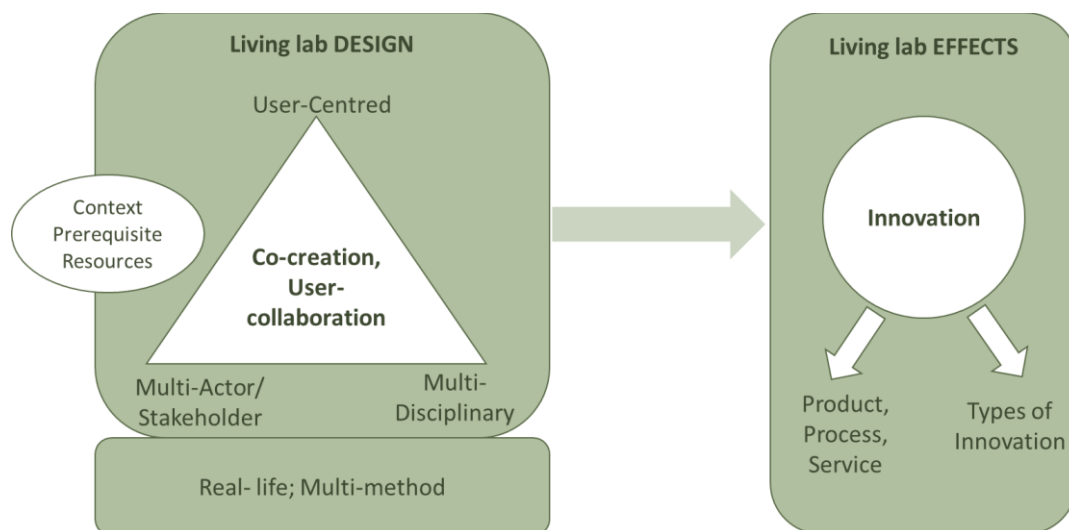 Living lab DESIGN
User-Centred
Context
Prerequisite
Resources
Co-creation,
User-
collaboration
Multi-Actor/
Stakeholder
Multi-
Disciplinary
Real- life; Multi-method
Living lab EFFECTS
Innovation
Product,
Process,
Service
Types of
Innovation